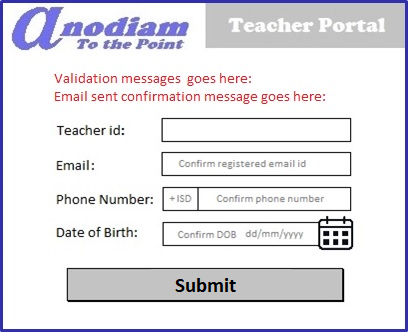 anodiam
To the Point
Teacher Portal
Validation messages goes here:
Email sent confirmation message goes here:
Teacher id:
Email: Confirm registered email id
Phone Number: +ISD Confirm phone number
Date of Birth: Confirm DOB dd/mm/yyyy
Submit